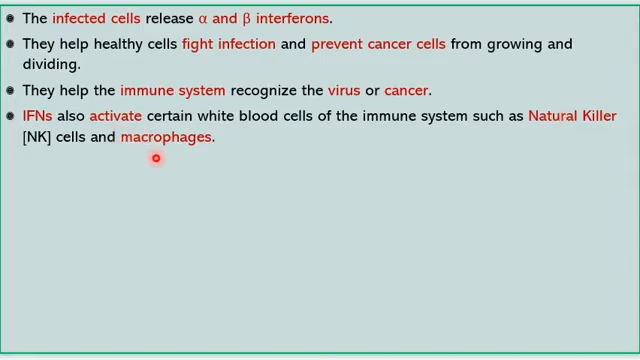 The infected cells release α and β interferons.
They help healthy cells fight infection and prevent cancer cells from growing and
dividing.
They help the immune system recognize the virus or cancer.
IFNs also activate certain white blood cells of the immune system such as Natural Killer
[NK] cells and macrophages.